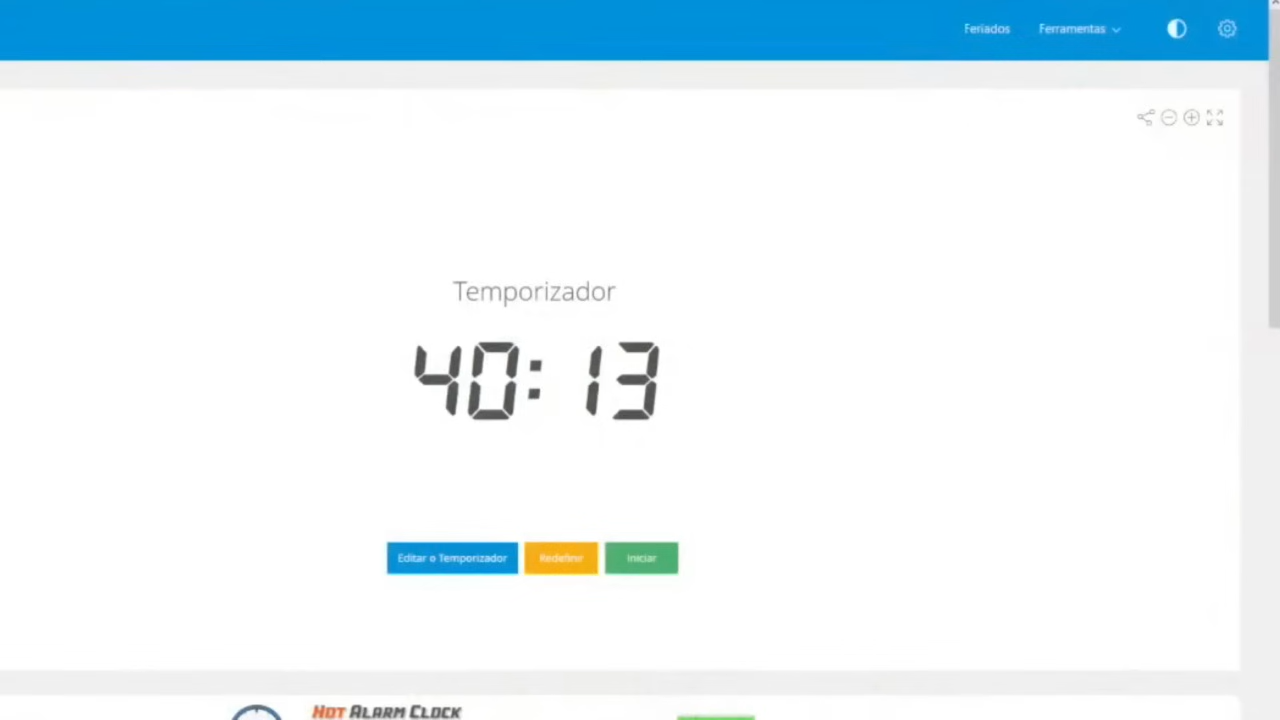 Feriados Ferramentas
Temporizador
40:13
Editar o Temporizador Redefinir Iniciar
HOT ALARM CLOCK